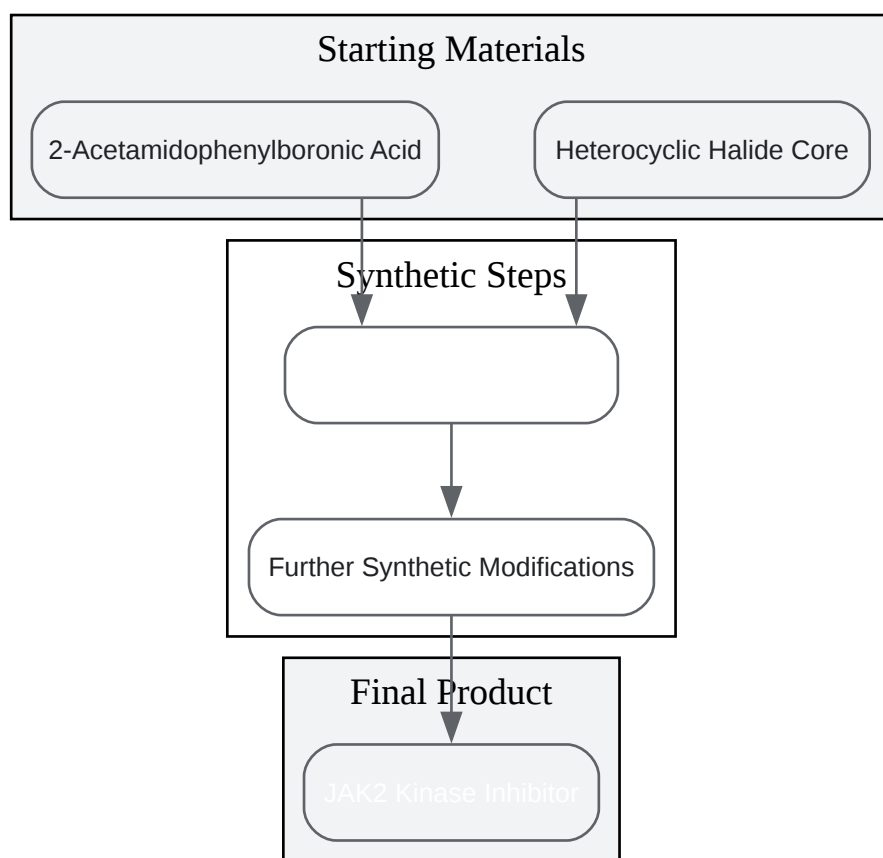 Starting Materials
2-Acetamidophenylboronic Acid
Heterocyclic Halide Core
Synthetic Steps
Further Synthetic Modifications
Final Product
JAK2 Kinase Inhibitor